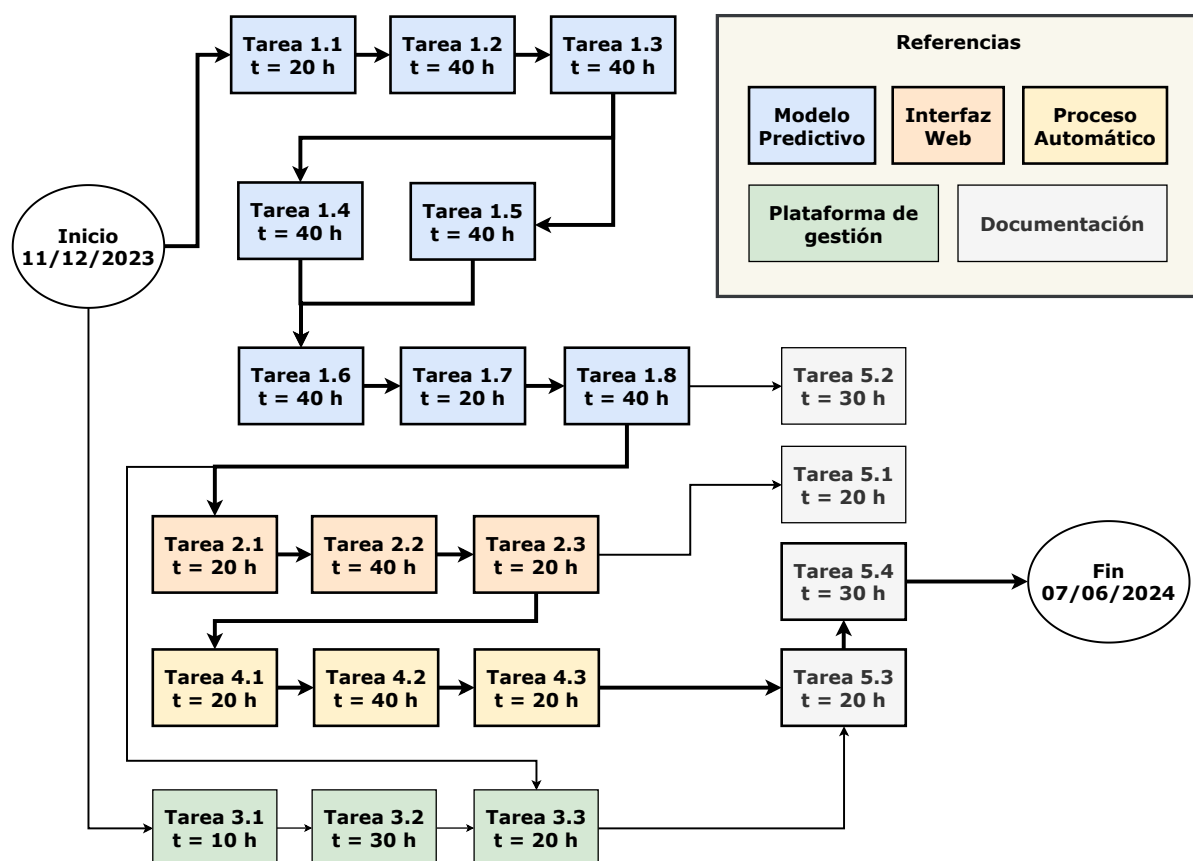 Tarea 1.1
t = 20 h
Tarea 1.2
t = 40 h
Tarea 1.3
t = 40 h
Referencias
Modelo
Predictivo
Interfaz
Web
Proceso
Automático
Plataforma de
gestión
Documentación
Inicio
11/12/2023
Tarea 1.4
t = 40 h
Tarea 1.5
t = 40 h
Tarea 1.6
t = 40 h
Tarea 1.7
t = 20 h
Tarea 1.8
t = 40 h
Tarea 5.2
t = 30 h
Tarea 5.1
t = 20 h
Tarea 2.1
t = 20 h
Tarea 2.2
t = 40 h
Tarea 2.3
t = 20 h
Tarea 5.4
t = 30 h
Fin
07/06/2024
Tarea 4.1
t = 20 h
Tarea 4.2
t = 40 h
Tarea 4.3
t = 20 h
Tarea 5.3
t = 20 h
Tarea 3.1
t = 10 h
Tarea 3.2
t = 30 h
Tarea 3.3
t = 20 h